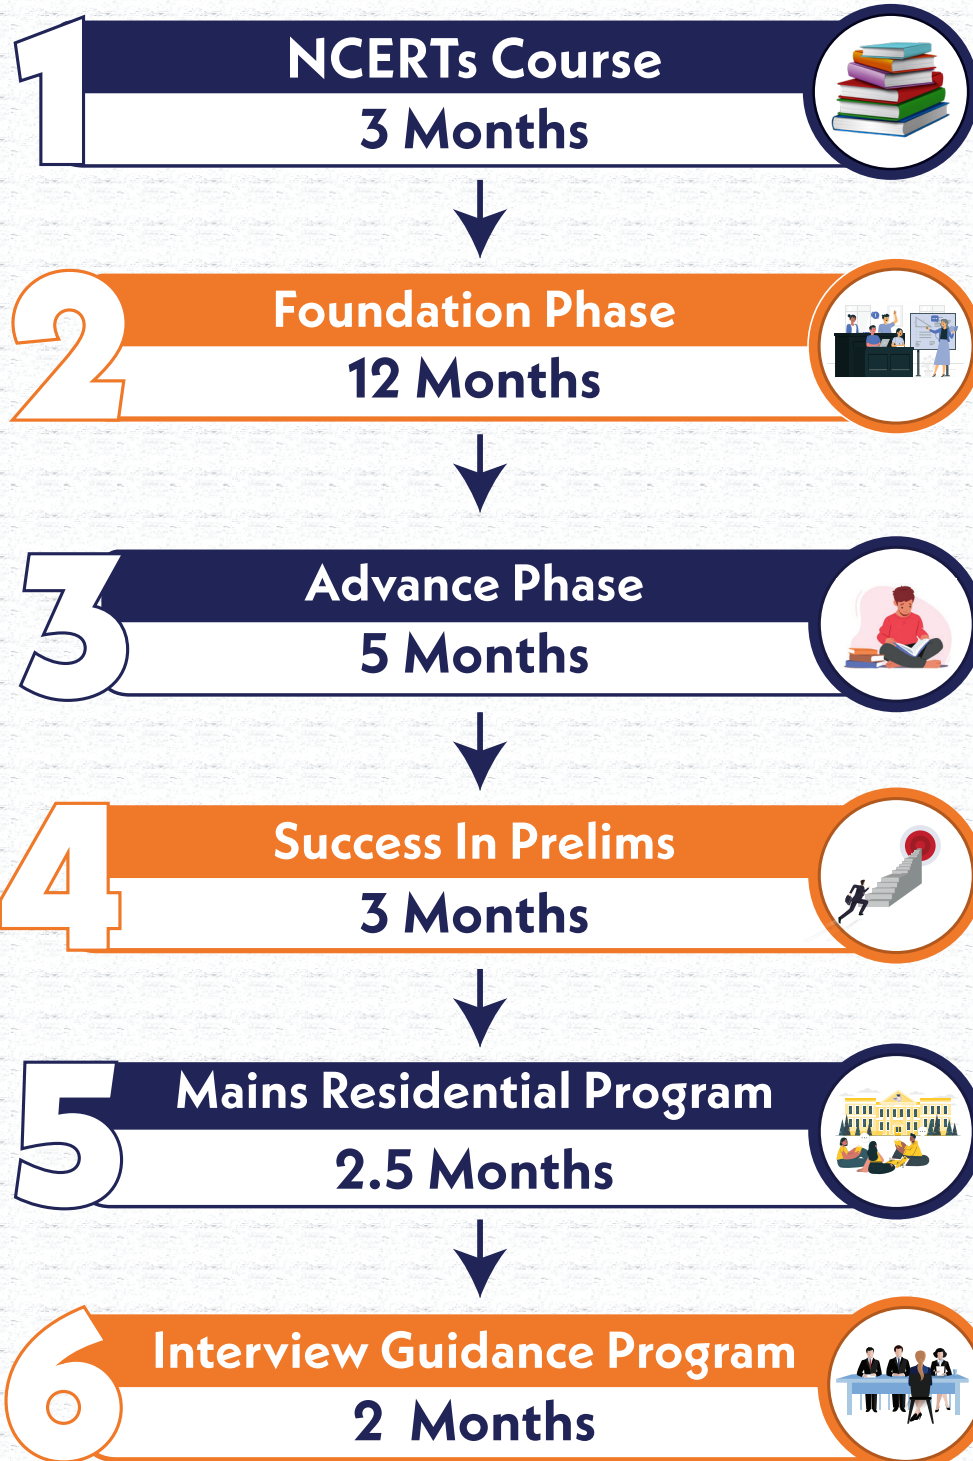 1
NCERTs Course
3 Months
2
Foundation Phase
12 Months
3
Advance Phase
5 Months
4
Success In Prelims
3 Months
5
Mains Residential Program
2.5 Months
6
Interview Guidance Program
2 Months